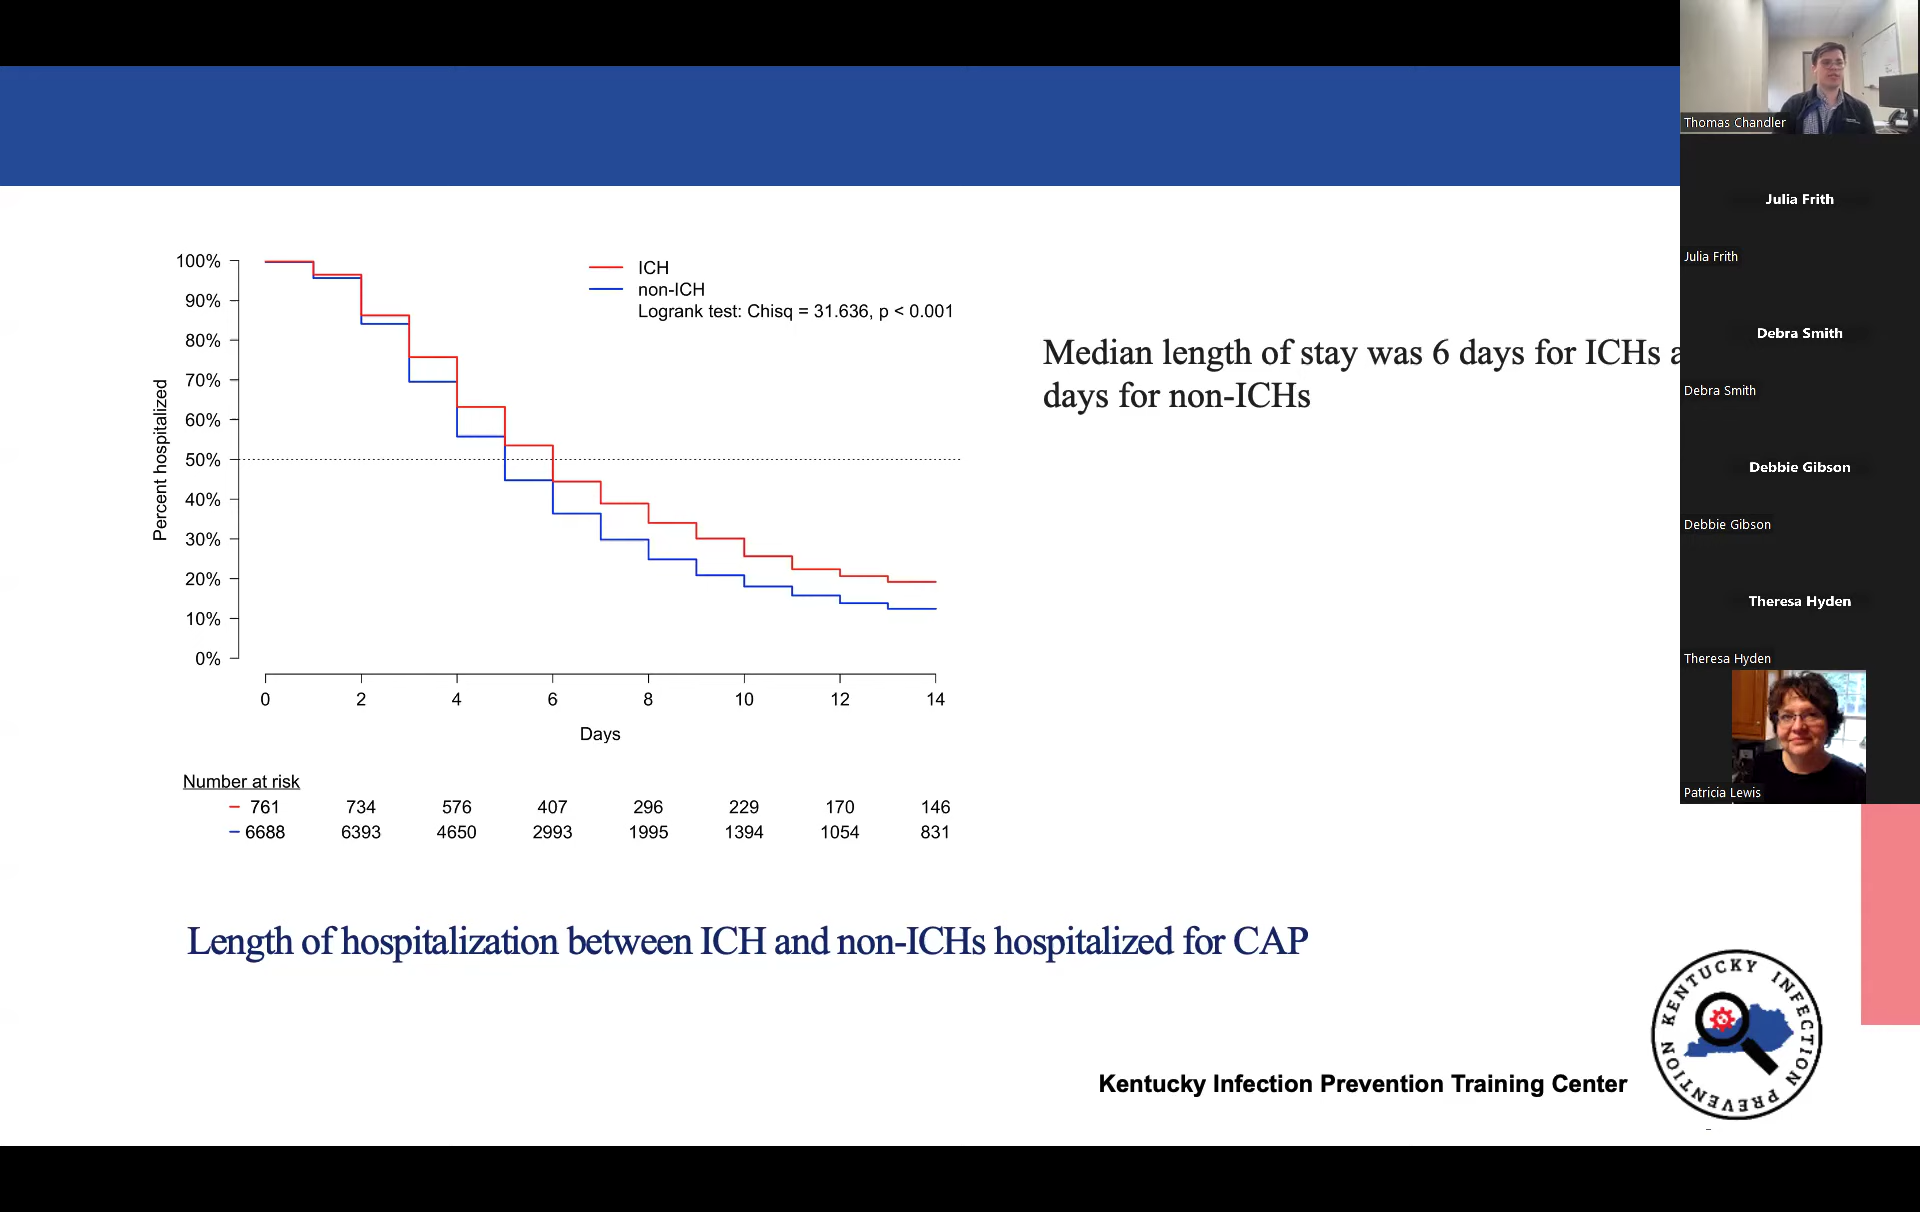 100%
90%
80%
70%
60%
50%
40%
30%
20%
10%
0%
Percent hospitalized
ICH
non-ICH
Logrank test: Chisq = 31.636, p < 0.001
0 2 4 6 8 10 12 14
Days
Number at risk
761 734 576 407 296 229 170 146
6688 6393 4650 2993 1995 1394 1054 831
Median length of stay was 6 days for ICHs
days for non-ICHs
Length of hospitalization between ICH and non-ICHs hospitalized for CAP
Kentucky Infection Prevention Training Center
KENTUCKY INFECTION PREVENTION PREVENTION
Thomas Chandler
Julia Frith
Julia Frith
Debra Smith
Debra Smith
Debbie Gibson
Debbie Gibson
Theresa Hyden
Theresa Hyden
Patricia Lewis